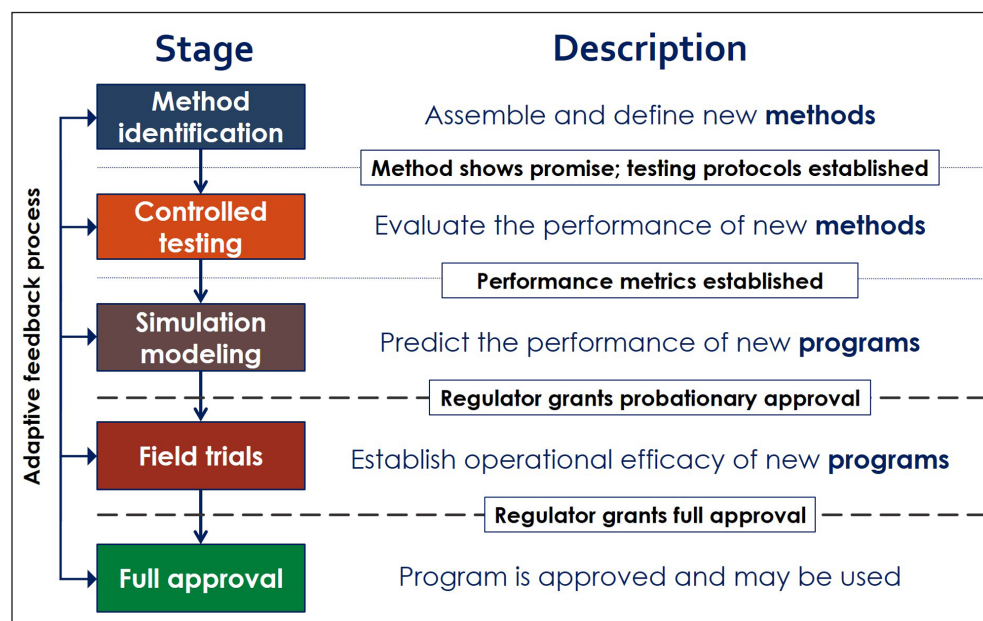 Stage
Description
Method
identification
Assemble and define new methods
Method shows promise; testing protocols established
Controlled
testing
Evaluate the performance of new methods
Performance metrics established
Simulation
modeling
Predict the performance of new programs
Regulator grants probationary approval
Field trials
Establish operational efficacy of new programs
Regulator grants full approval
Full approval
Program is approved and may be used
Adaptive feedback process